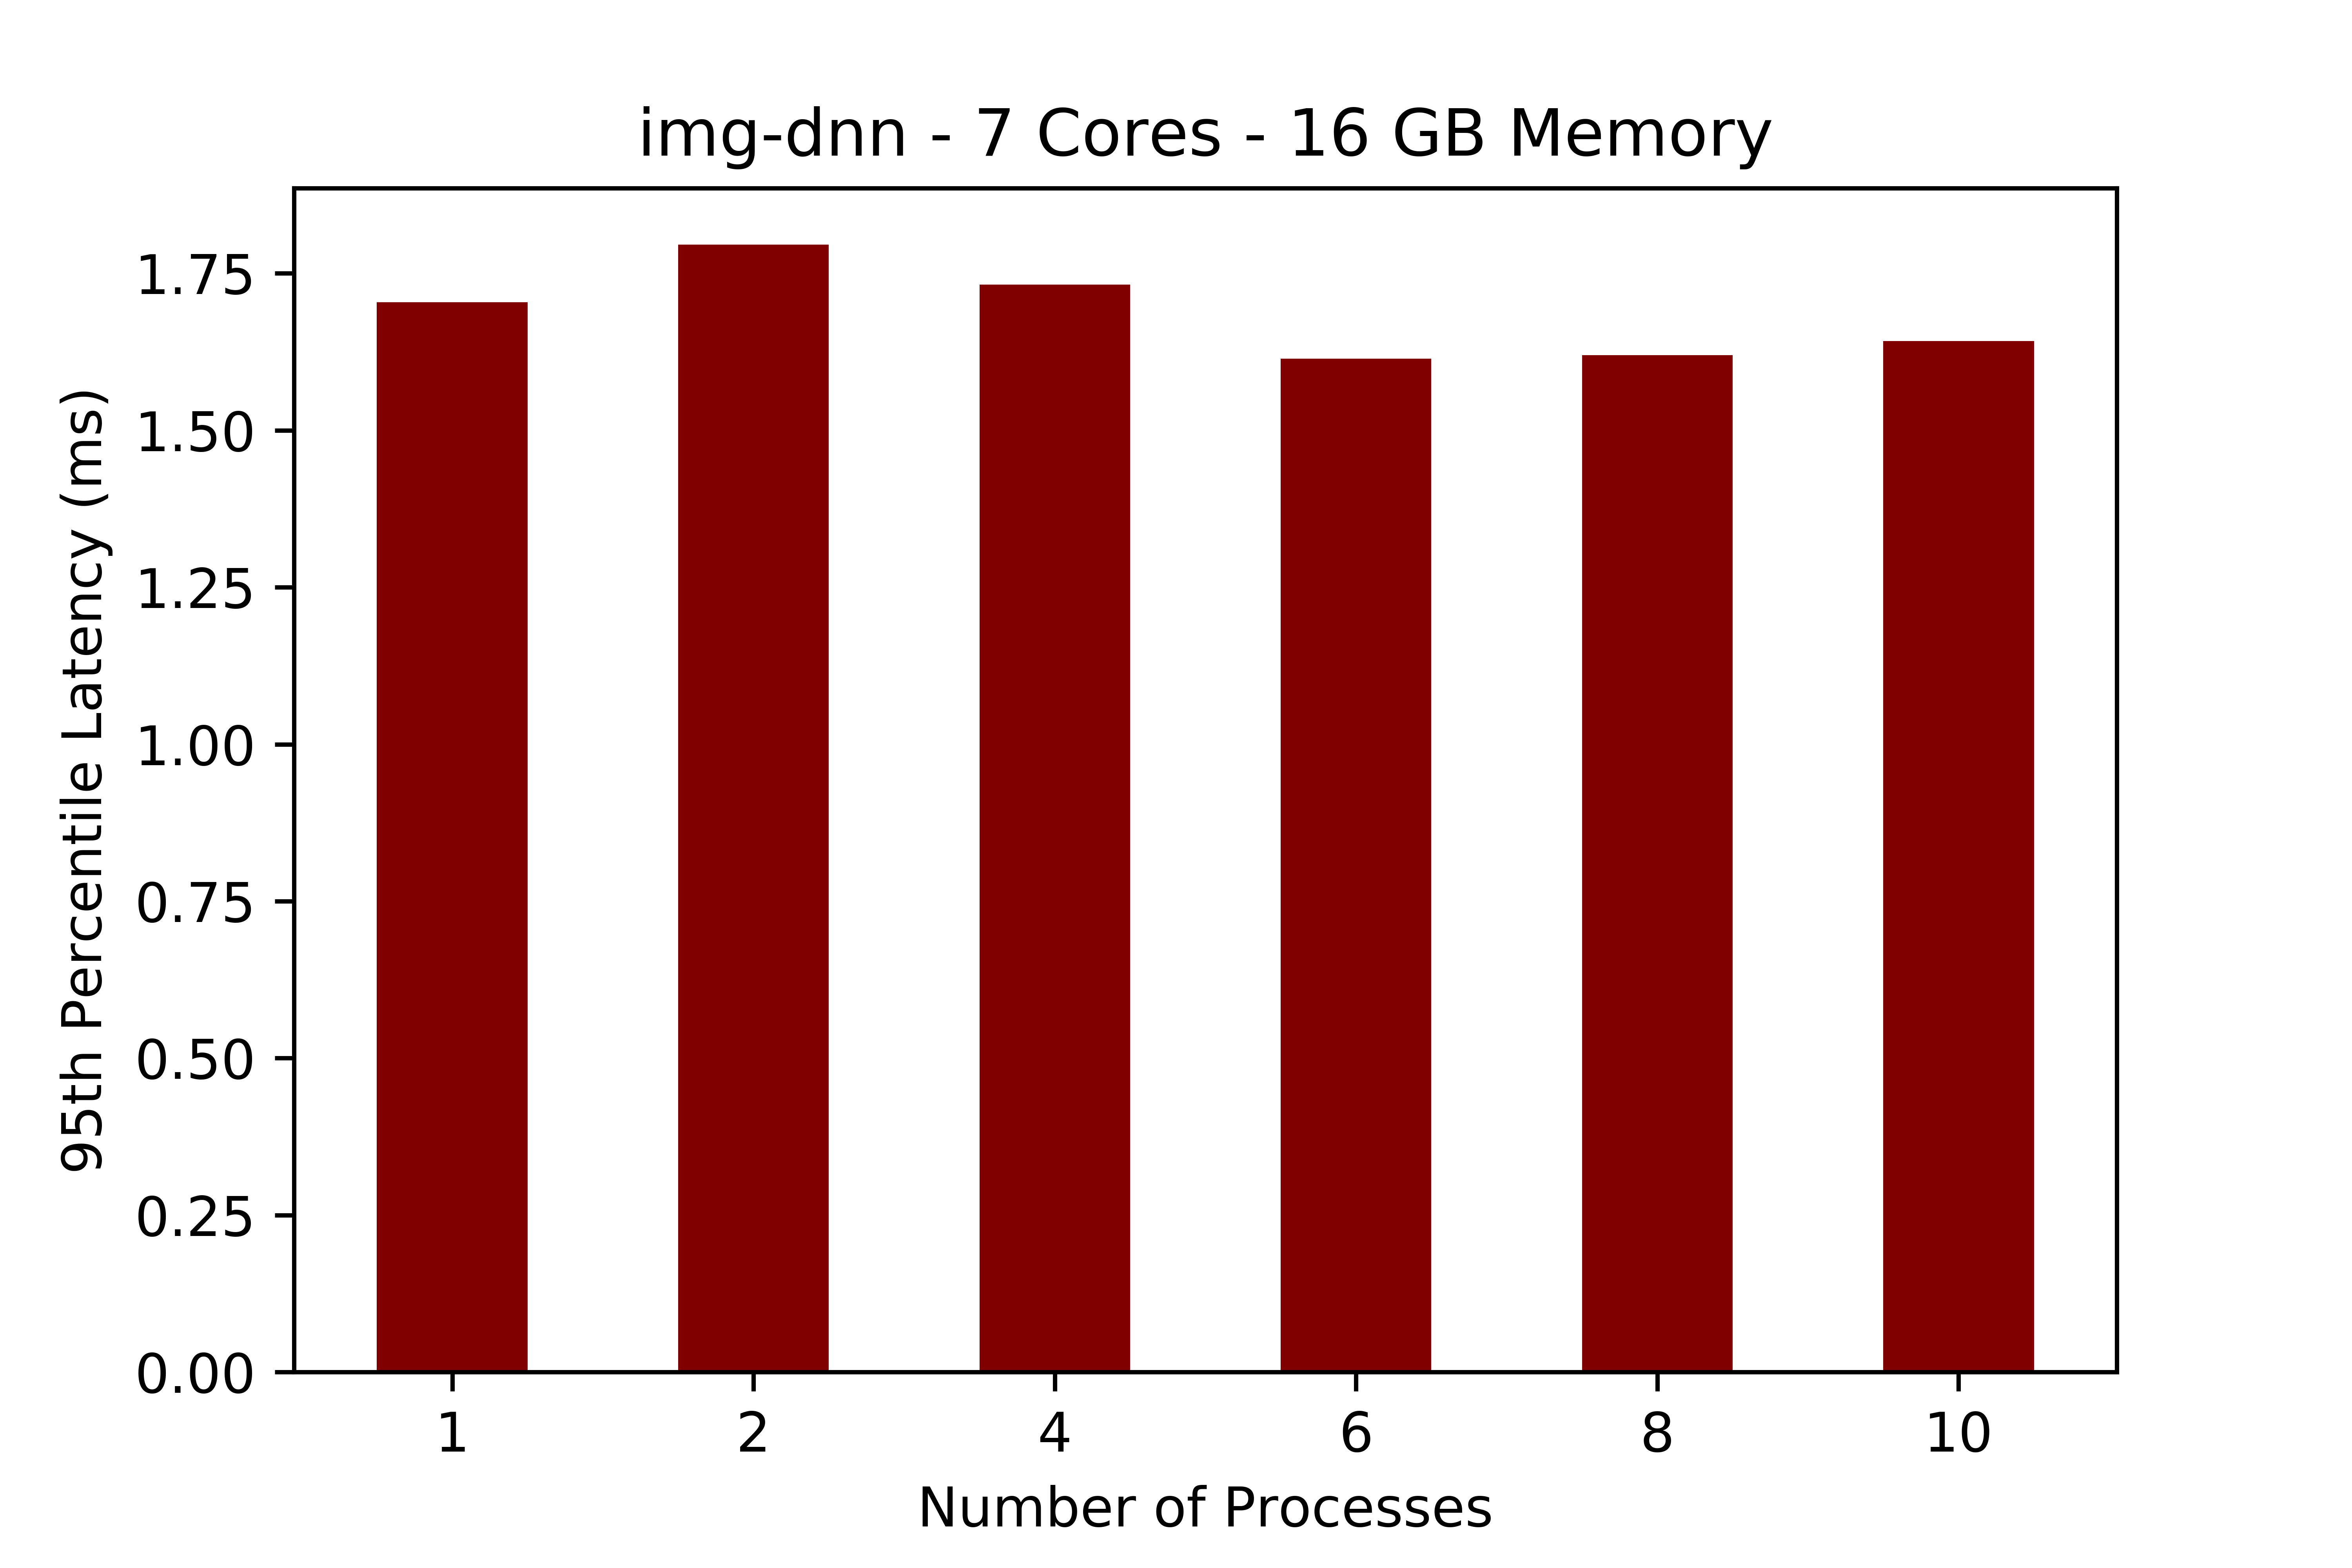 img-dnn - 7 Cores - 16 GB Memory
95th Percentile Latency (ms)
1.75
1.50
1.25
1.00
0.75
0.50
0.25
0.00
1 2 4 6 8 10
Number of Processes